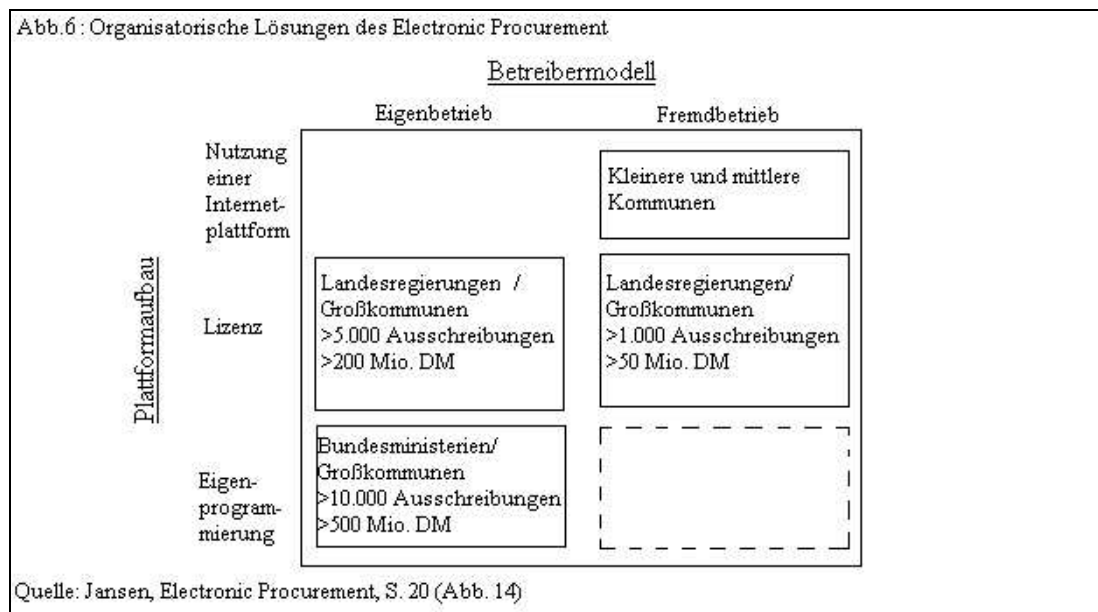 Abb.6 : Organisatorische Lösungen des Electronic Procurement
Betreibermodell
Eigenbetrieb
Fremdbetrieb
Plattformaufbau
Nutzung
einer
Internet-
plattform
Kleinere und mittlere
Kommunen
Lizenz
Landesregierungen /
Großkommunen
>5.000 Ausschreibungen
>200 Mio. DM
Landesregierungen/
Großkommunen
>1.000 Ausschreibungen
>50 Mio. DM
Eigen-
program-
mierung
Bundesministerien/
Großkommunen
>10.000 Ausschreibungen
>500 Mio. DM
Quelle: Jansen, Electronic Procurement, S. 20 (Abb. 14)